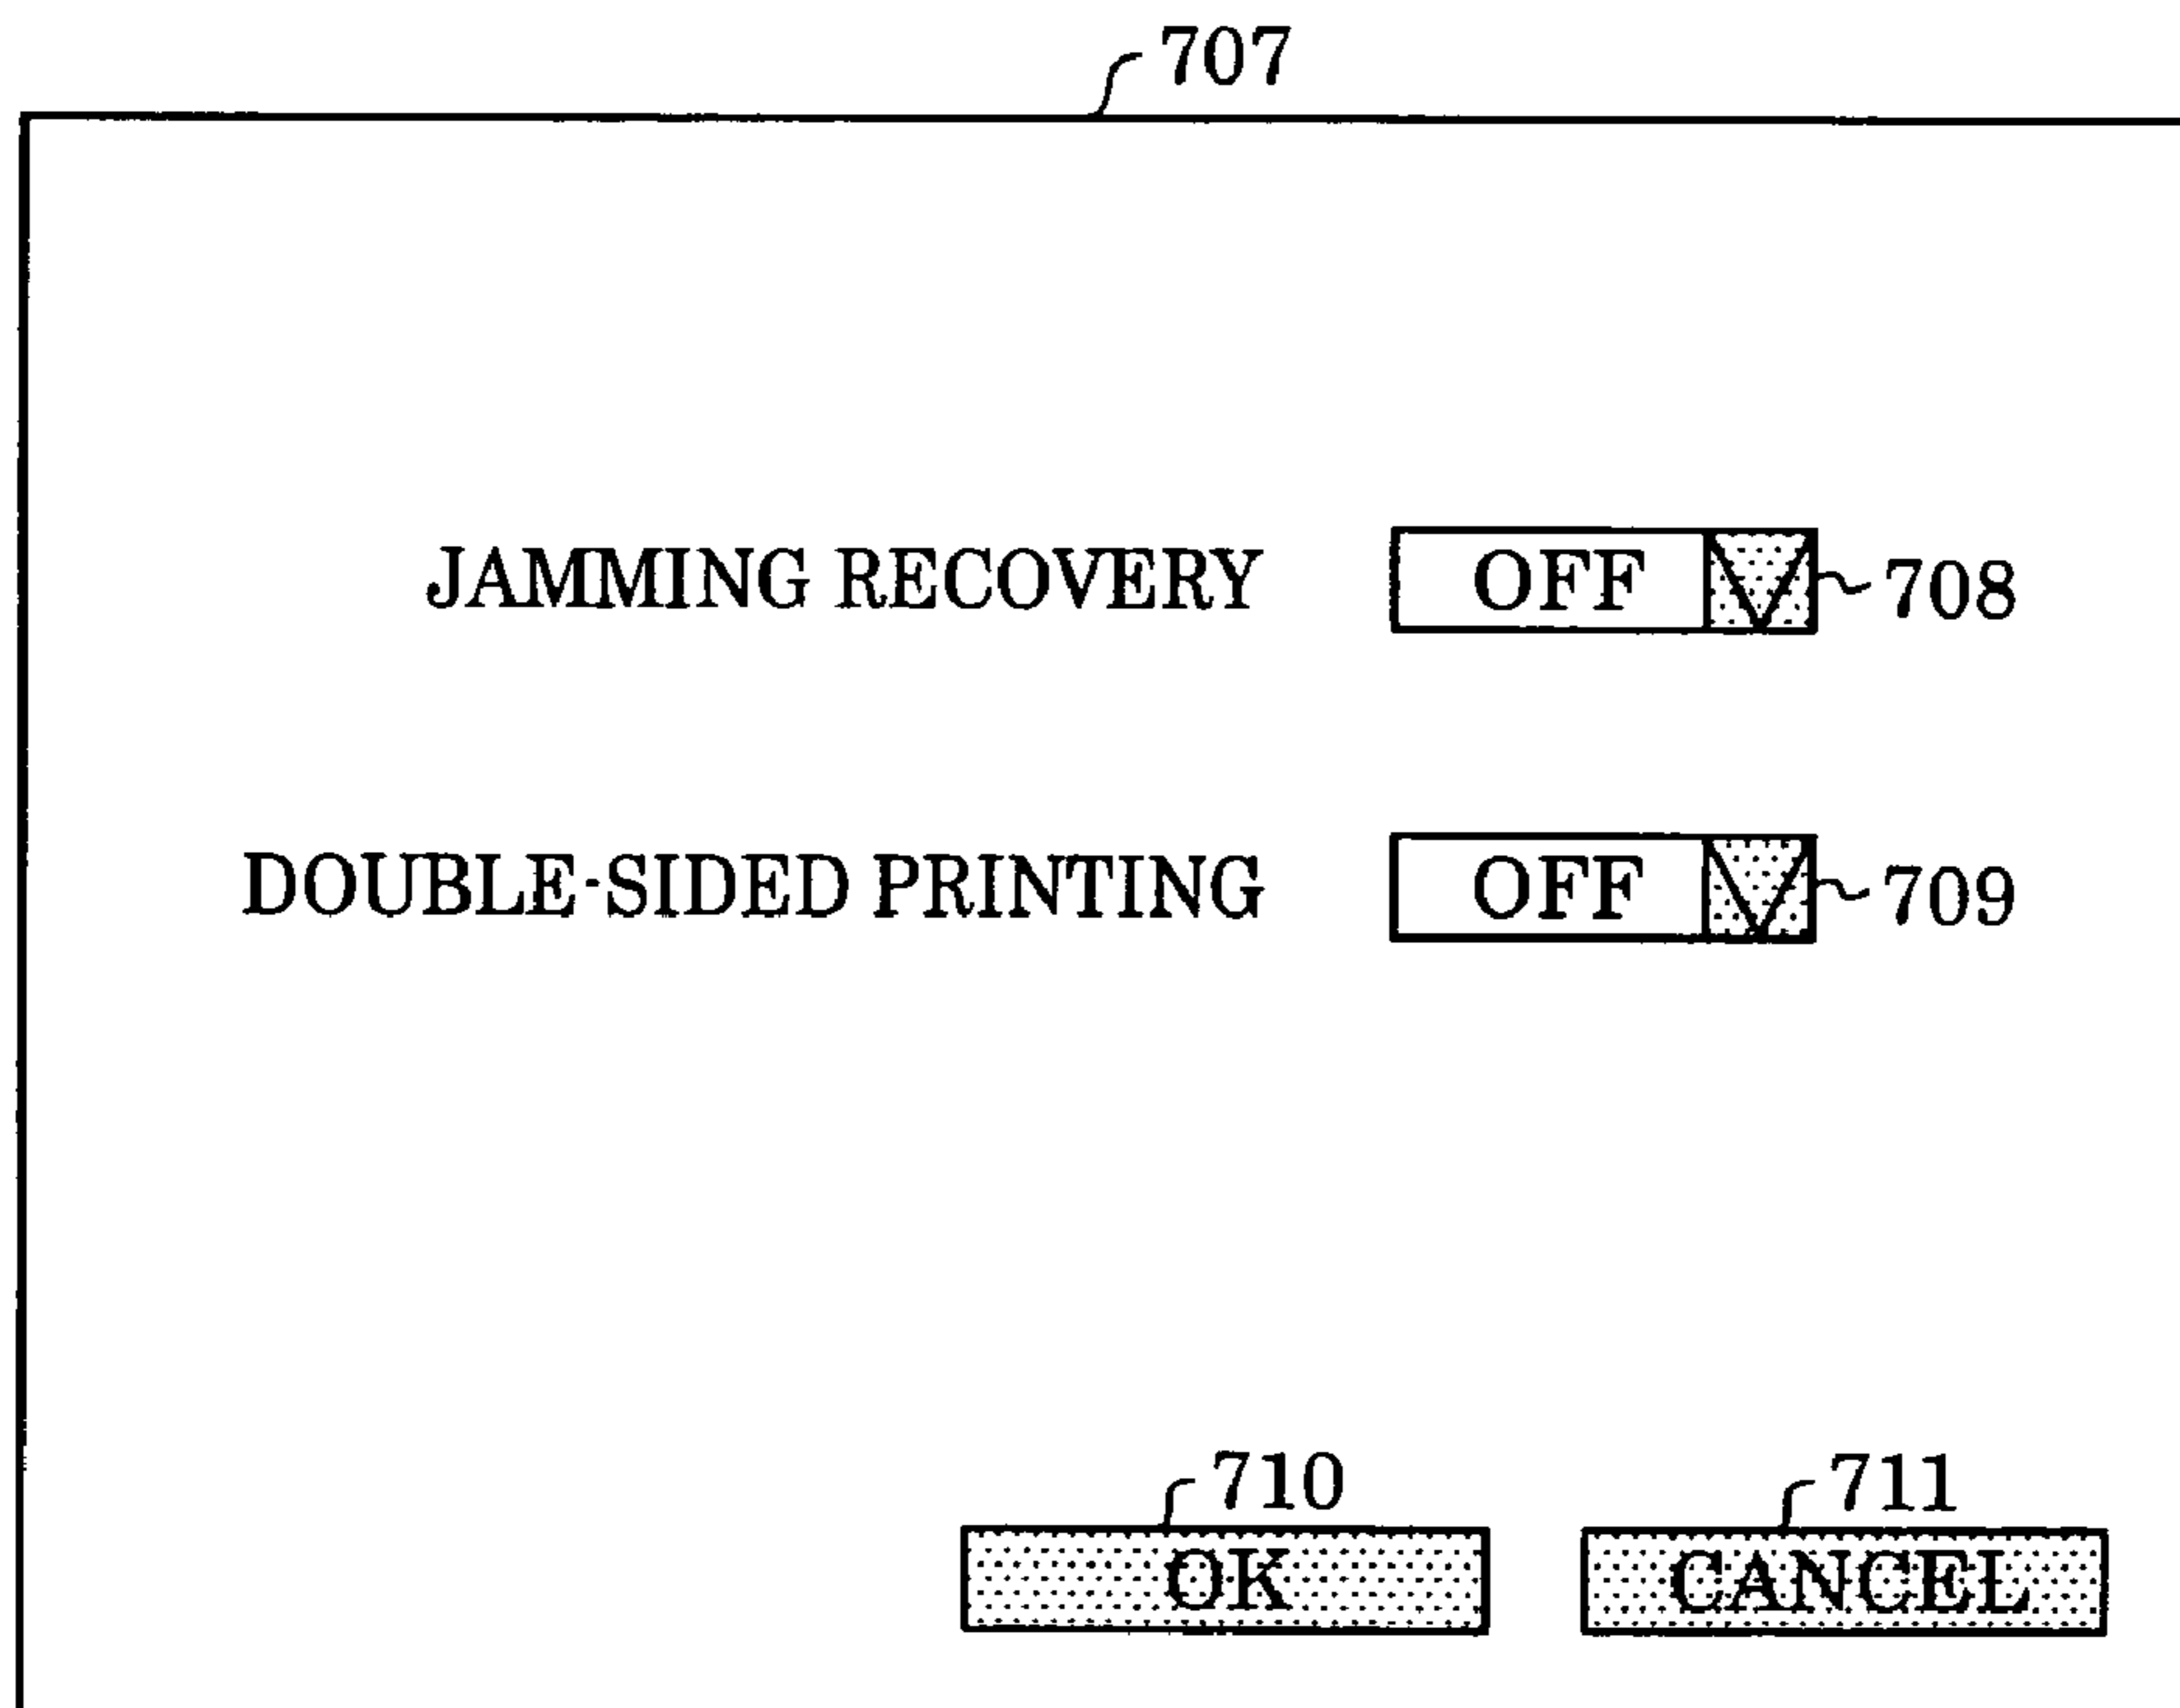 707
JAMMING RECOVERY OFF 708
DOUBLE-SIDED PRINTING OFF 709
710 711
OK CANCEL